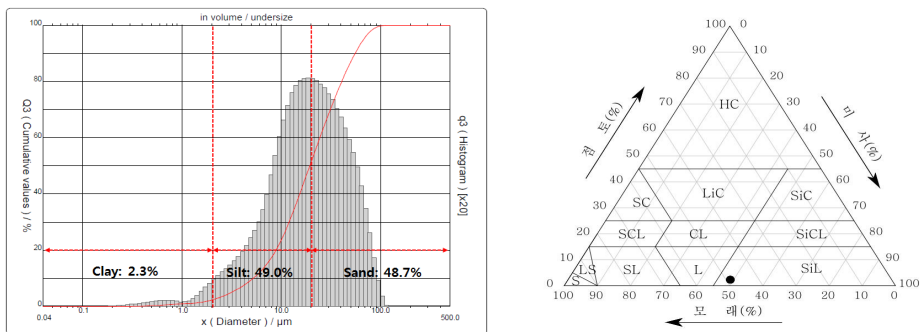 in volume / undersize
100
80
60
40
20
0
Q3 ( Cumulative values ) / %
q3 ( Histogram ) [x20]
Clay: 2.3%
Silt: 49.0%
Sand: 48.7%
0.04
0.1
1.0
10.0
100.0
500.0
x ( Diameter ) / µm
100 0
90 10
80 20
70 30
60 40
50 50
40 60
30 70
20 80
10 90
0 100
100 90 80 70 60 50 40 30 20 10 0
HC
SC LiC SiC
SCL CL SiCL
LS SL L SiL
S
점 토(%)
미 사(%)
모 래(%)